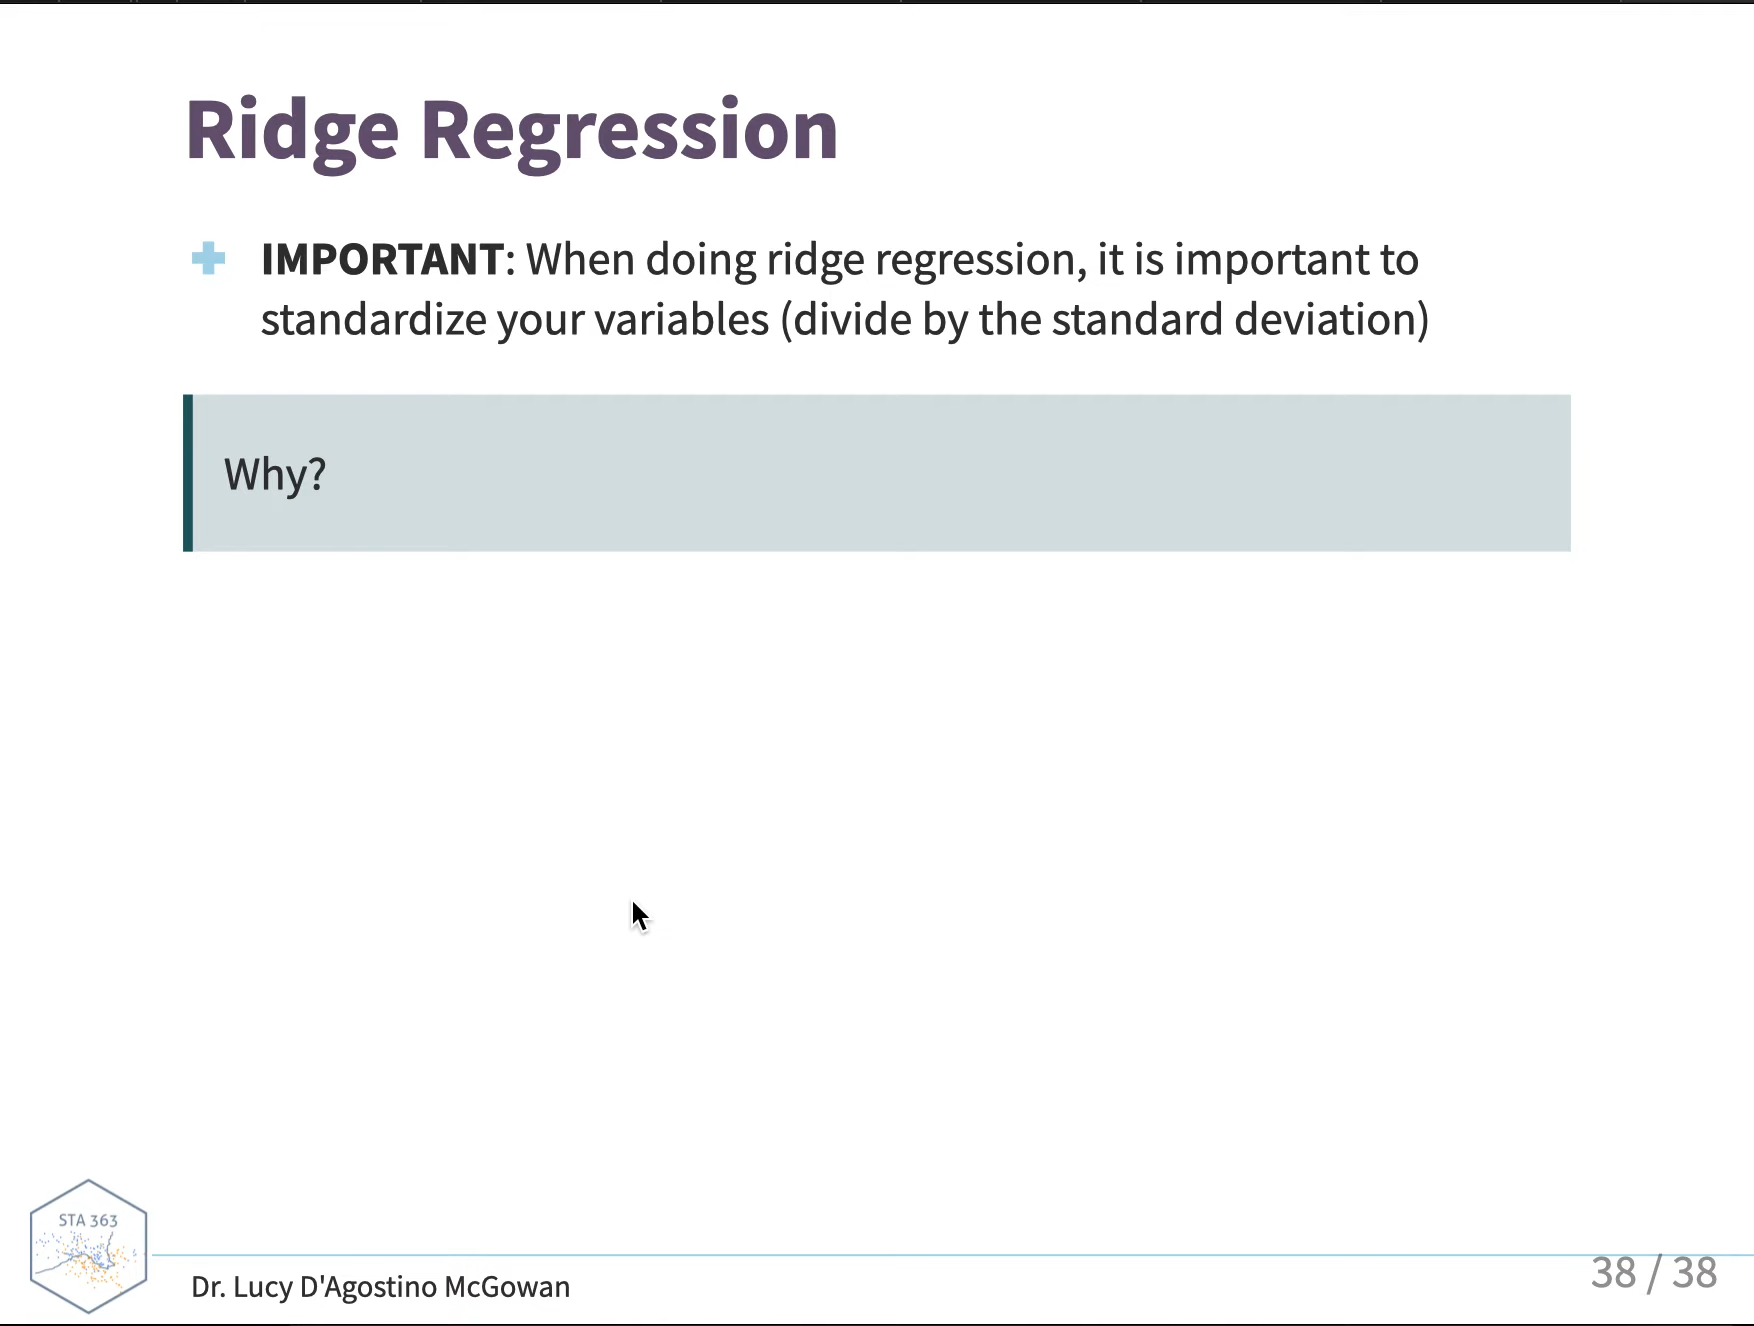 Ridge Regression
IMPORTANT: When doing ridge regression, it is important to
standardize your variables (divide by the standard deviation)
Why?
STA 363
Dr. Lucy D'Agostino McGowan
38 / 38